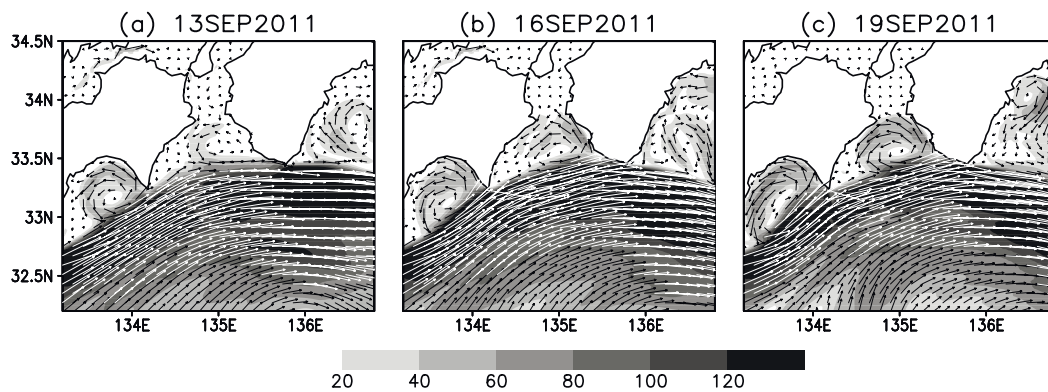 (a) 13SEP2011 (b) 16SEP2011 (c) 19SEP2011
34.5N
34N
33.5N
33N
32.5N
134E 135E 136E 134E 135E 136E 134E 135E 136E
20 40 60 80 100 120